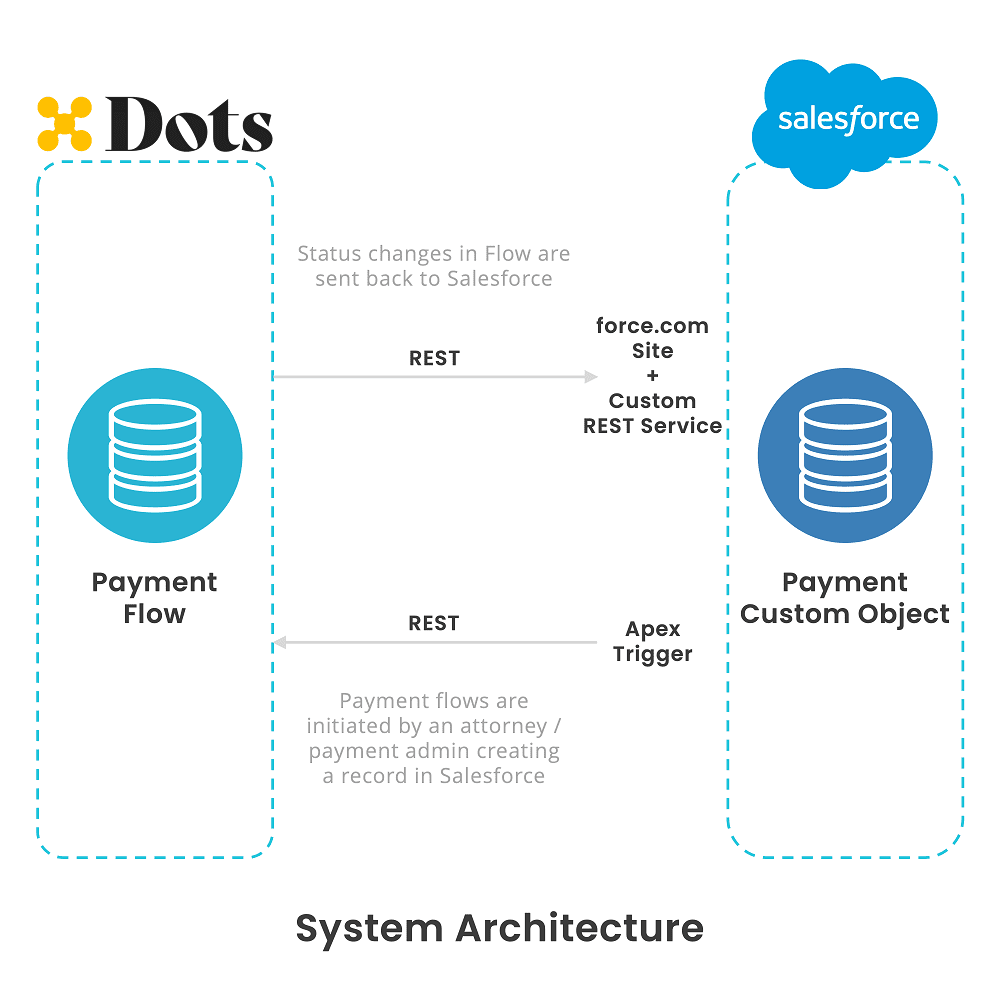 Dots
salesforce
Status changes in Flow are
sent back to Salesforce
REST
force.com
Site
+
Custom
REST Service
Payment
Flow
Payment
Custom Object
REST
Apex
Trigger
Payment flows are
initiated by an attorney /
payment admin creating
a record in Salesforce
System Architecture